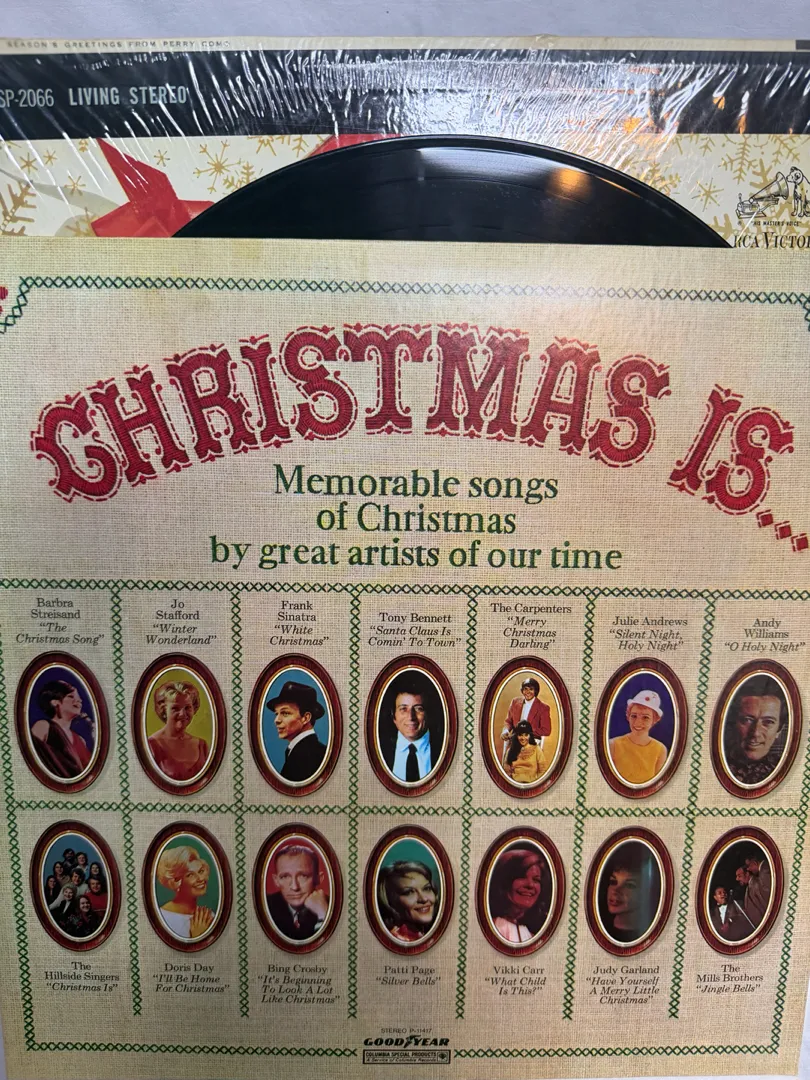 SEASON'S GREETINGS FROM PERRY COMO
SP-2066 LIVING STEREO
"HIS MASTER'S VOICE"
RCA VICTOR
CHRISTMAS IS...
Memorable songs
of Christmas
by great artists of our time
Barbra
Streisand
"The
Christmas Song"
Jo
Stafford
"Winter
Wonderland"
Frank
Sinatra
"White
Christmas"
Tony Bennett
"Santa Claus Is
Comin' To Town"
The Carpenters
"Merry
Christmas
Darling"
Julie Andrews
"Silent Night,
Holy Night"
Andy
Williams
"O Holy Night"
The
Hillside Singers
"Christmas Is"
Doris Day
"I'll Be Home
For Christmas"
Bing Crosby
"It's Beginning
To Look A Lot
Like Christmas"
Patti Page
"Silver Bells"
Vikki Carr
"What Child
Is This?"
Judy Garland
"Have Yourself
A Merry Little
Christmas"
The
Mills Brothers
"Jingle Bells"
STEREO P-11417
GOODYEAR
COLUMBIA SPECIAL PRODUCTS
A Service of Columbia Records